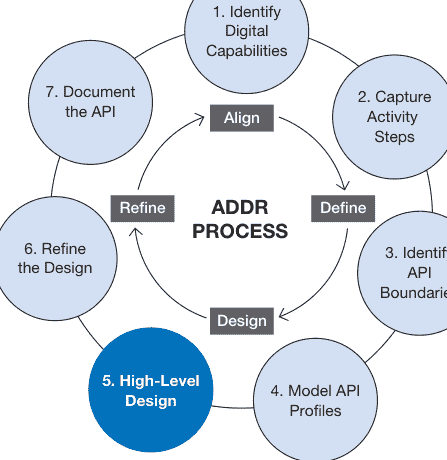 1. Identify
Digital
Capabilities
2. Capture
Activity
Steps
3. Identif
API
Boundarie
4. Model API
Profiles
5. High-Level
Design
6. Refine
the Design
7. Document
the API
Align
Define
Design
Refine
ADDR
PROCESS